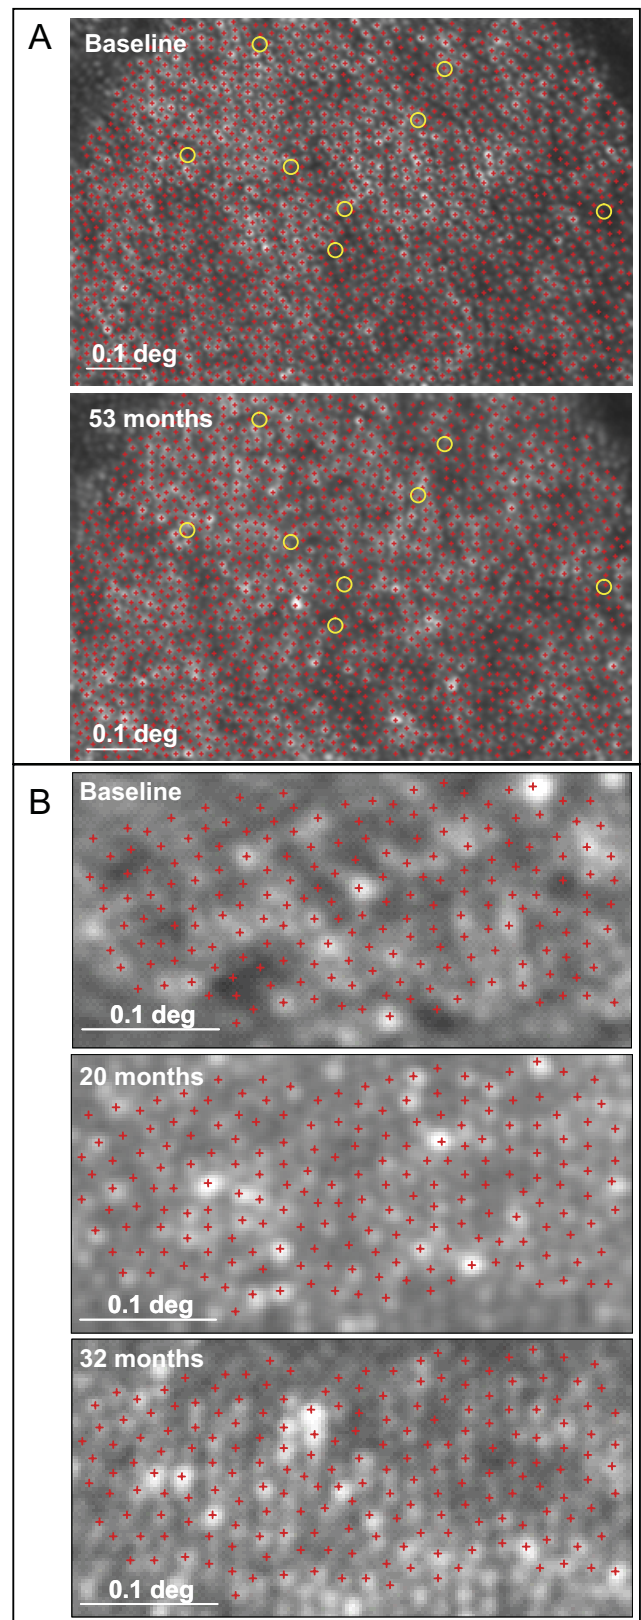 A
Baseline
0.1 deg
53 months
0.1 deg
B
Baseline
0.1 deg
20 months
0.1 deg
32 months
0.1 deg